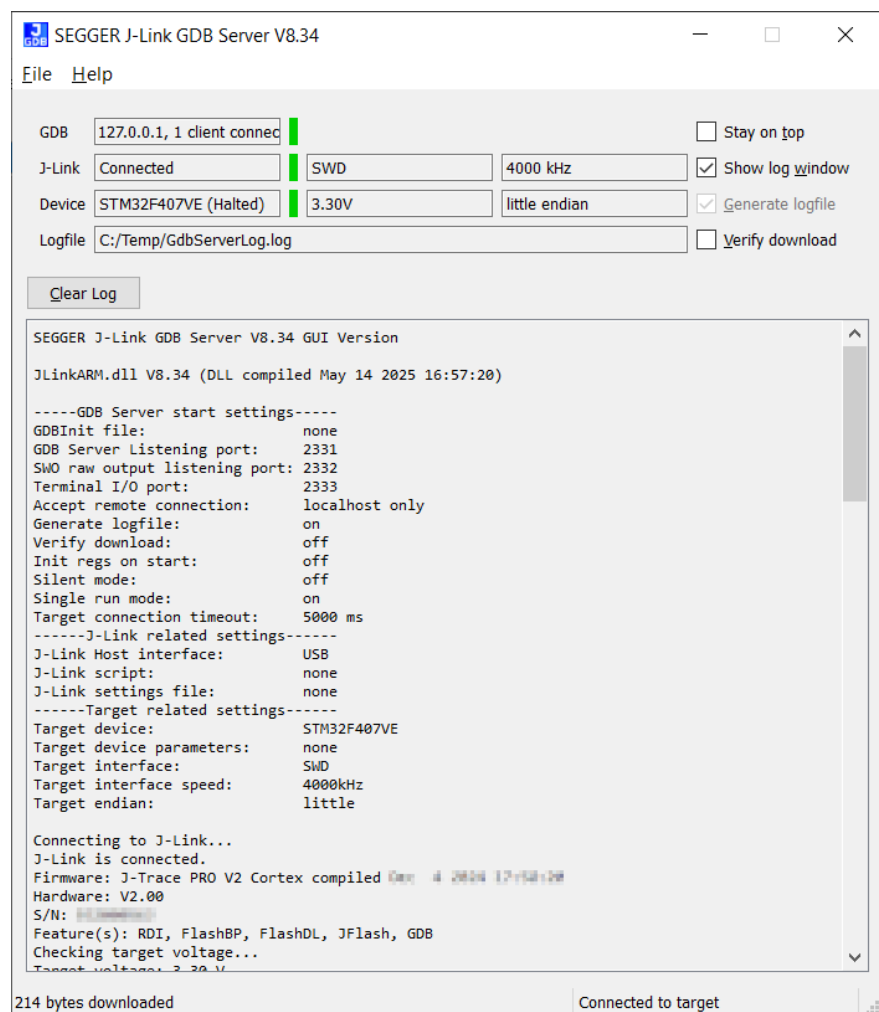 J
GDB
SEGGER J-Link GDB Server V8.34
File Help
GDB 127.0.0.1, 1 client connec Stay on top
J-Link Connected SWD 4000 kHz Show log window
Device STM32F407VE (Halted) 3.30V little endian Generate logfile
Logfile C:/Temp/GdbServerLog.log Verify download
Clear Log
SEGGER J-Link GDB Server V8.34 GUI Version
JLinkARM.dll V8.34 (DLL compiled May 14 2025 16:57:20)
-----GDB Server start settings-----
GDBInit file: none
GDB Server Listening port: 2331
SWO raw output listening port: 2332
Terminal I/O port: 2333
Accept remote connection: localhost only
Generate logfile: on
Verify download: off
Init regs on start: off
Silent mode: off
Single run mode: on
Target connection timeout: 5000 ms
------J-Link related settings------
J-Link Host interface: USB
J-Link script: none
J-Link settings file: none
------Target related settings------
Target device: STM32F407VE
Target device parameters: none
Target interface: SWD
Target interface speed: 4000kHz
Target endian: little
Connecting to J-Link...
J-Link is connected.
Firmware: J-Trace PRO V2 Cortex compiled
Hardware: V2.00
S/N:
Feature(s): RDI, FlashBP, FlashDL, JFlash, GDB
Checking target voltage...
Target voltage: 3.30 V
214 bytes downloaded Connected to target